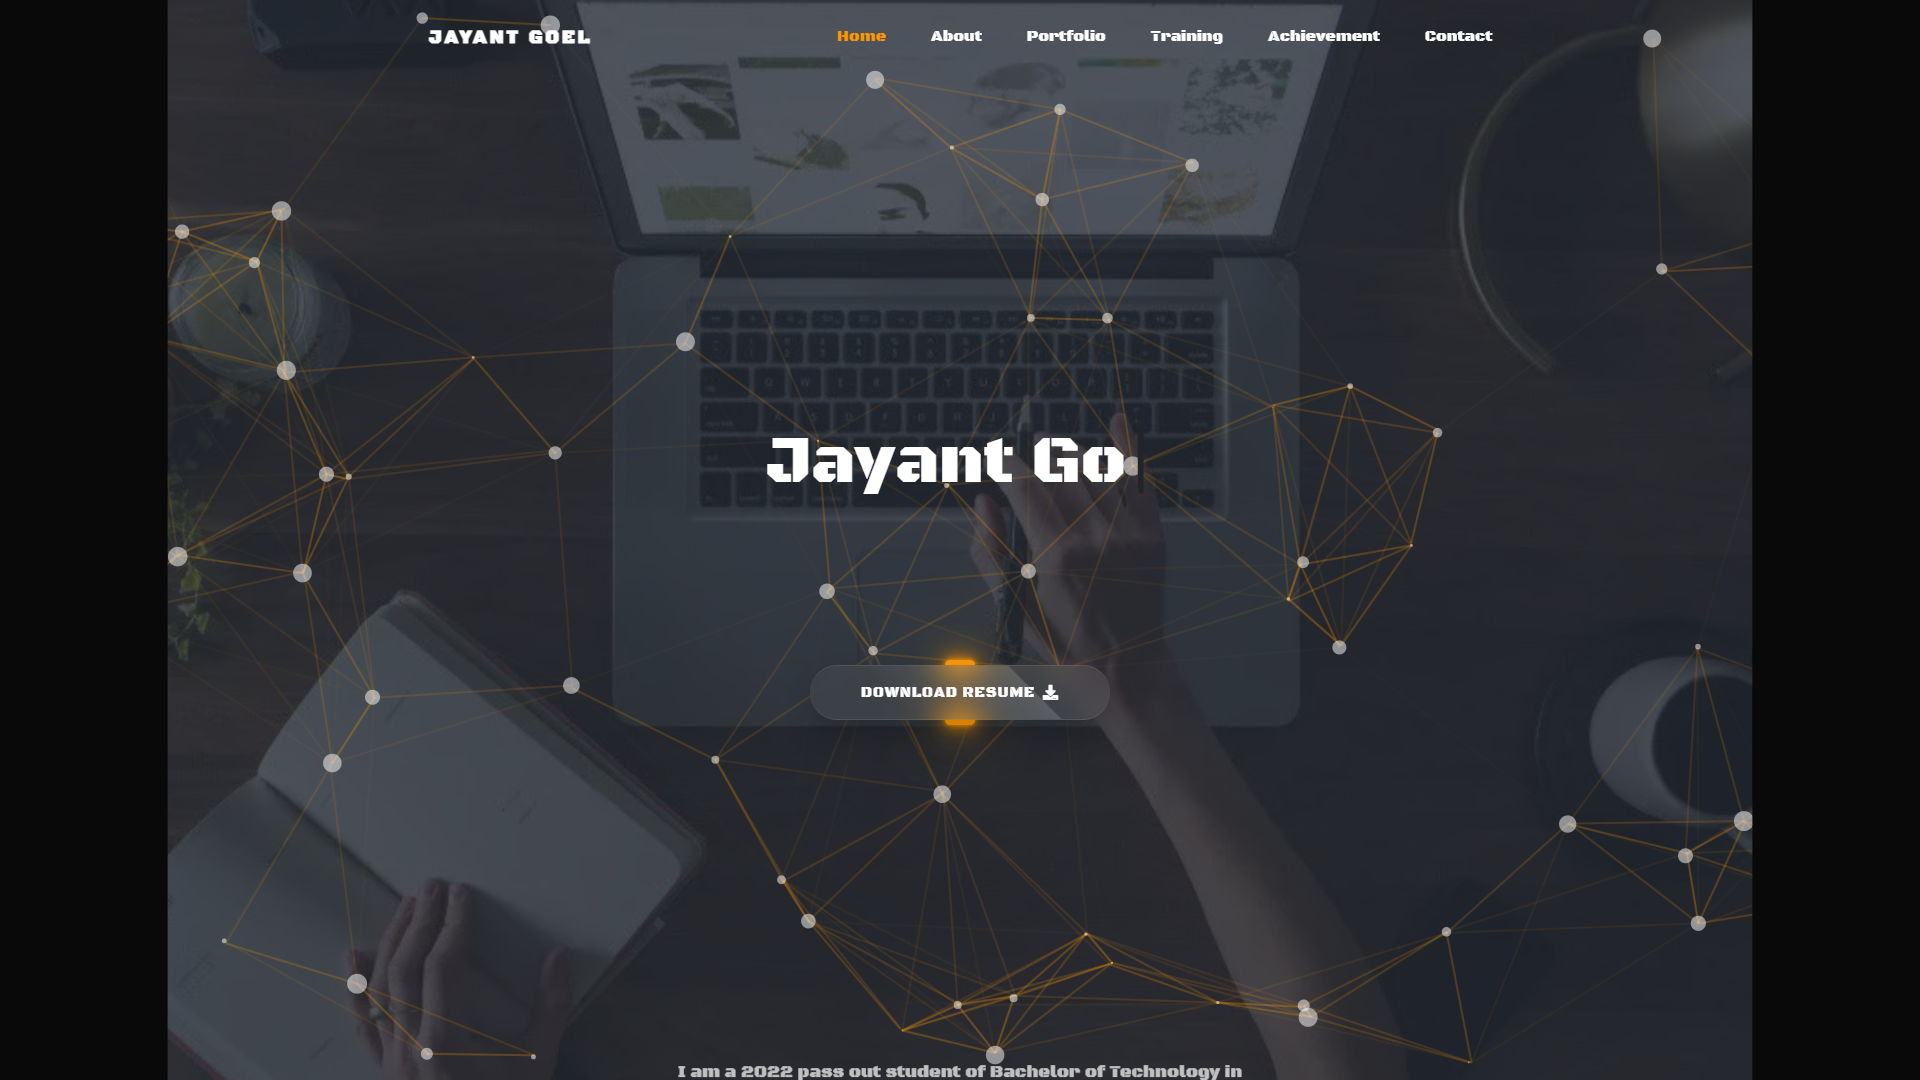 JAYANT GOEL
Home About Portfolio Training Achievement Contact
Jayant Go
DOWNLOAD RESUME
I am a 2022 pass out student of Bachelor of Technology in